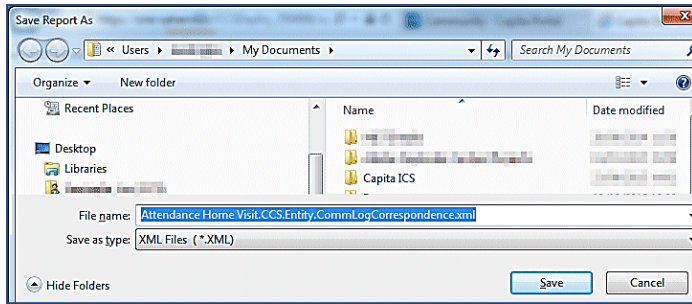 Save Report As
« Users ▸ ▸ My Documents ▸ Search My Documents
Organize ▾ New folder
Recent Places
Desktop
Libraries
Name Date modified
Capita ICS
File name: Attendance Home Visit.CCS.Entity.CommLogCorrespondence.xml
Save as type: XML Files (*.XML)
Hide Folders Save Cancel